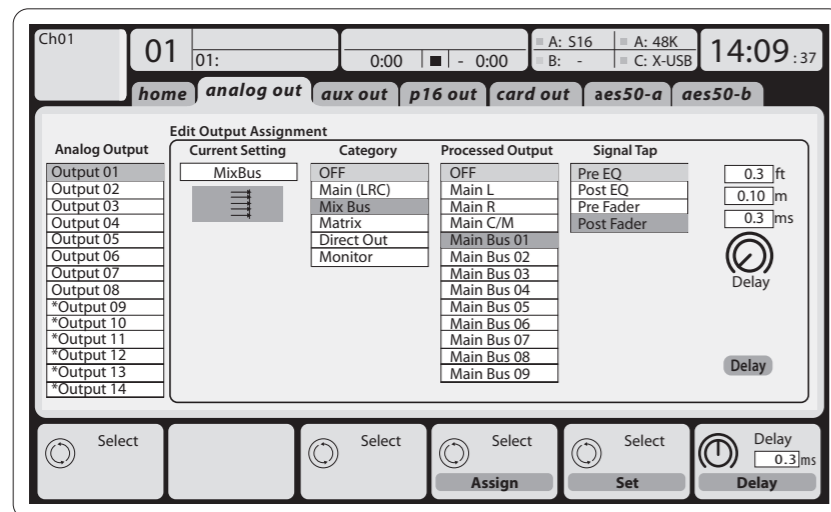 Ch01
01
01:
0:00
- 0:00
A: S16
B: -
A: 48K
C: X-USB
14:09 :37
home
analog out
aux out
p16 out
card out
aes50-a
aes50-b
Edit Output Assignment
Analog Output
Output 01
Output 02
Output 03
Output 04
Output 05
Output 06
Output 07
Output 08
*Output 09
*Output 10
*Output 11
*Output 12
*Output 13
*Output 14
Current Setting
MixBus
Category
OFF
Main (LRC)
Mix Bus
Matrix
Direct Out
Monitor
Processed Output
OFF
Main L
Main R
Main C/M
Main Bus 01
Main Bus 02
Main Bus 03
Main Bus 04
Main Bus 05
Main Bus 06
Main Bus 07
Main Bus 08
Main Bus 09
Signal Tap
Pre EQ
Post EQ
Pre Fader
Post Fader
0.3 ft
0.10 m
0.3 ms
Delay
Delay
Select
Select
Select
Assign
Select
Set
Delay
0.3 ms
Delay